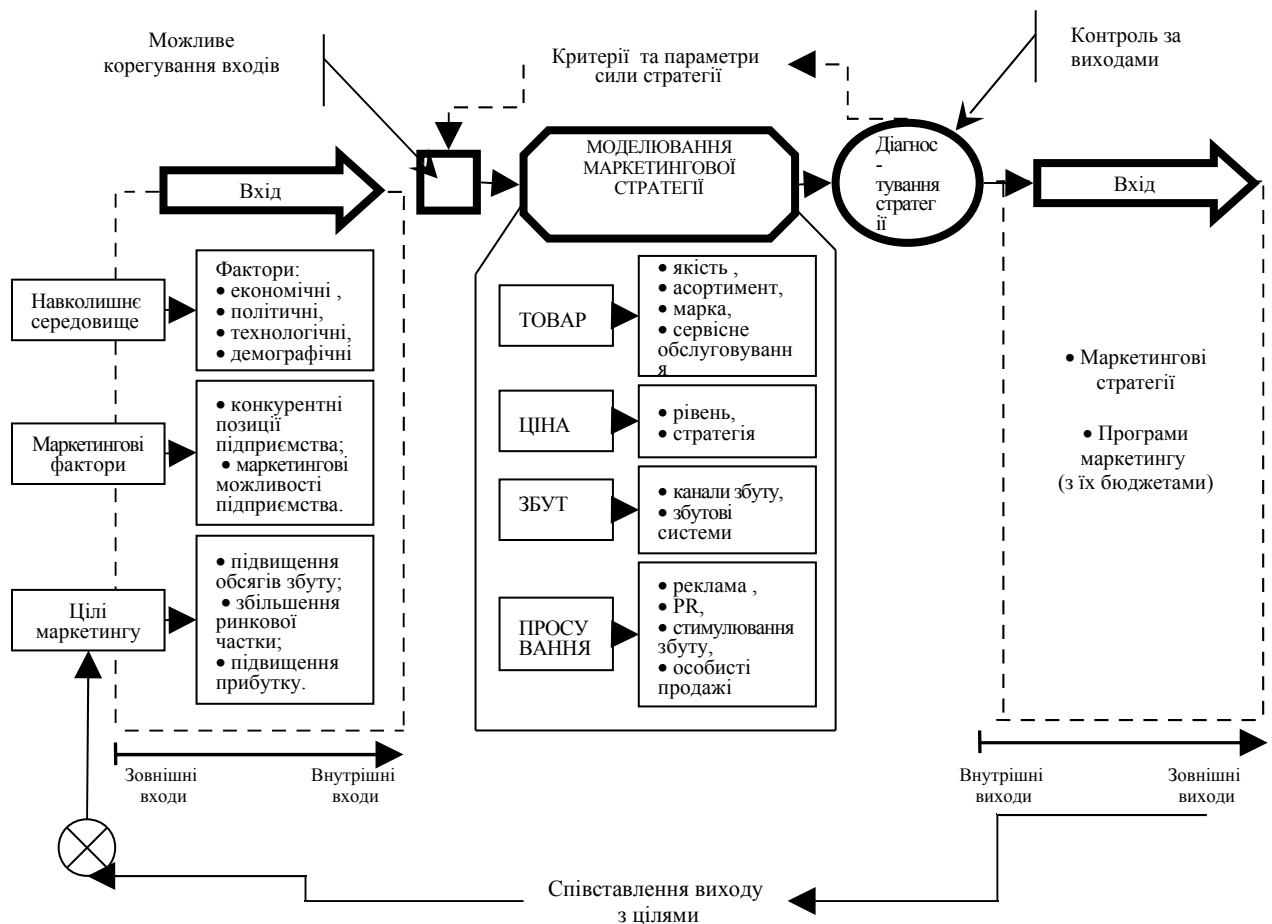 Можливе
корегування входів
Критерії та параметри
сили стратегії
Контроль за
виходами
Вхід
МОДЕЛЮВАННЯ
МАРКЕТИНГОВОЇ
СТРАТЕГІЇ
Діагнос
-
тування
стратег
ії
Вхід
Навколишнє
середовище
Фактори:
• економічні ,
• політичні,
• технологічні,
• демографічні
Маркетингові
фактори
• конкурентні
позиції
підприємства;
• маркетингові
можливості
підприємства.
Цілі
маркетингу
• підвищення
обсягів збуту;
• збільшення
ринкової
частки;
• підвищення
прибутку.
ТОВАР
• якість ,
• асортимент,
• марка,
• сервісне
обслуговуванн
я
ЦІНА
• рівень,
• стратегія
ЗБУТ
• канали збуту,
• збутові
системи
ПРОСУ
ВАННЯ
• реклама ,
• PR,
• стимулювання
збуту,
• особисті
продажі
• Маркетингові
стратегії
• Програми
маркетингу
(з їх бюджетами)
Зовнішні
входи
Внутрішні
входи
Внутрішні
виходи
Зовнішні
виходи
Співставлення виходу
з цілями